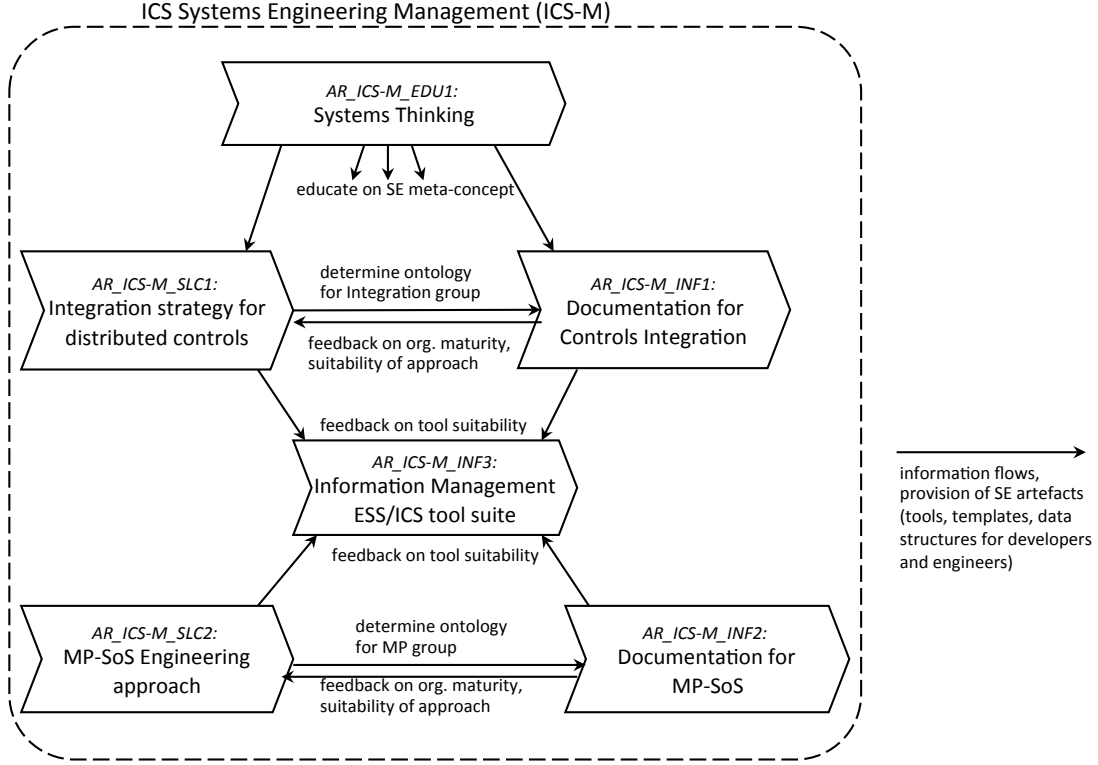 ICS Systems Engineering Management (ICS-M)
AR_ICS-M_EDU1:
Systems Thinking
educate on SE meta-concept
AR_ICS-M_SLC1:
Integration strategy for
distributed controls
determine ontology
for Integration group
feedback on org. maturity,
suitability of approach
AR_ICS-M_INF1:
Documentation for
Controls Integration
feedback on tool suitability
AR_ICS-M_INF3:
Information Management
ESS/ICS tool suite
feedback on tool suitability
information flows,
provision of SE artefacts
(tools, templates, data
structures for developers
and engineers)
AR_ICS-M_SLC2:
MP-SoS Engineering
approach
determine ontology
for MP group
feedback on org. maturity,
suitability of approach
AR_ICS-M_INF2:
Documentation for
MP-SoS